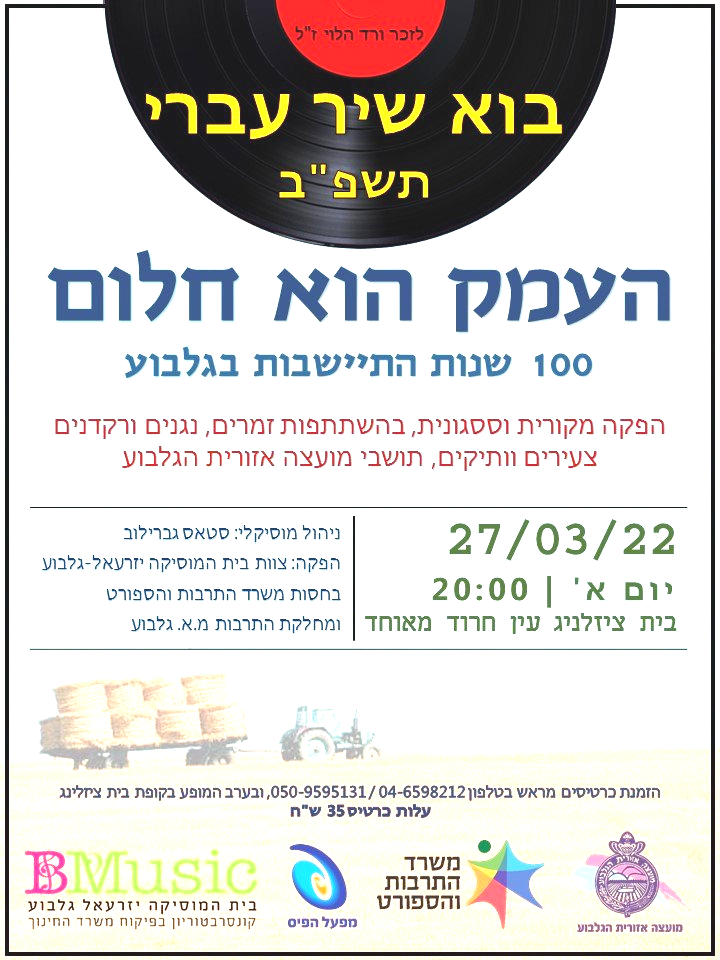 לזכר ורד הלוי ז"ל
בוא שיר עברי
תשפ"ב
העמק הוא חלום
100 שנות התיישבות בגלבוע
הפקה מקורית וססגונית, בהשתתפות זמרים, נגנים ורקדנים
צעירים וותיקים, תושבי מועצה אזורית הגלבוע
27/03/22
יום א' | 20:00
בית ציזלניג עין חרוד מאוחד
ניהול מוסיקלי: סטאס גברילוב
הפקה: צוות בית המוסיקה יזרעאל-גלבוע
בחסות משרד התרבות והספורט
ומחלקת התרבות מ.א. גלבוע
הזמנת כרטיסים מראש בטלפון 04-6598212 / 050-9595131, ובערב המופע בקופת בית ציזלינג
עלות כרטיס 35 ש"ח
BMusic
בית המוסיקה יזרעאל גלבוע
קונסרבטוריון בפיקוח משרד החינוך
מפעל הפיס
משרד
התרבות
והספורט
מועצה אזורית הגלבוע
מועצה אזורית הגלבוע